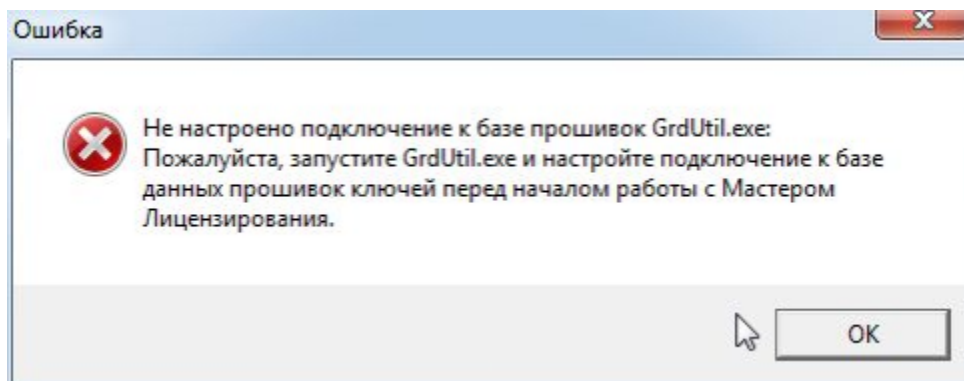 Ошибка
Не настроено подключение к базе прошивок GrdUtil.exe:
Пожалуйста, запустите GrdUtil.exe и настройте подключение к базе
данных прошивок ключей перед началом работы с Мастером
Лицензирования.
OK